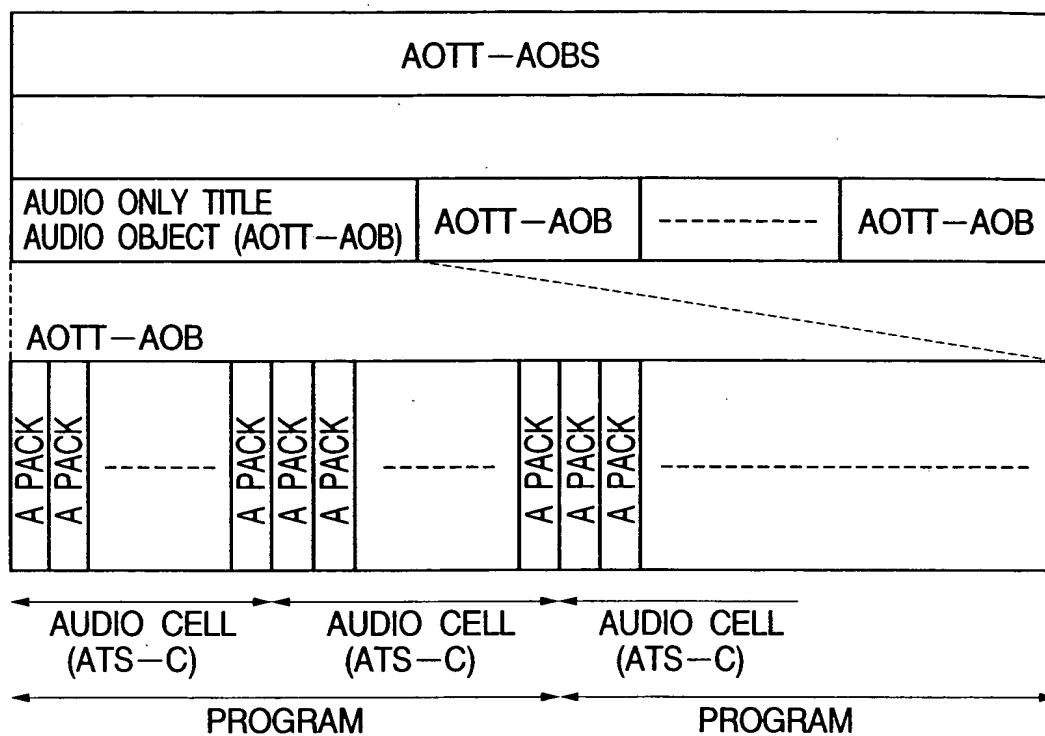 AOTT-AOBS
AUDIO ONLY TITLE
AUDIO OBJECT (AOTT-AOB)
AOTT-AOB
AOTT-AOB
AOTT-AOB
A PACK
A PACK
A PACK
A PACK
A PACK
A PACK
A PACK
A PACK
AUDIO CELL
(ATS-C)
AUDIO CELL
(ATS-C)
AUDIO CELL
(ATS-C)
PROGRAM
PROGRAM